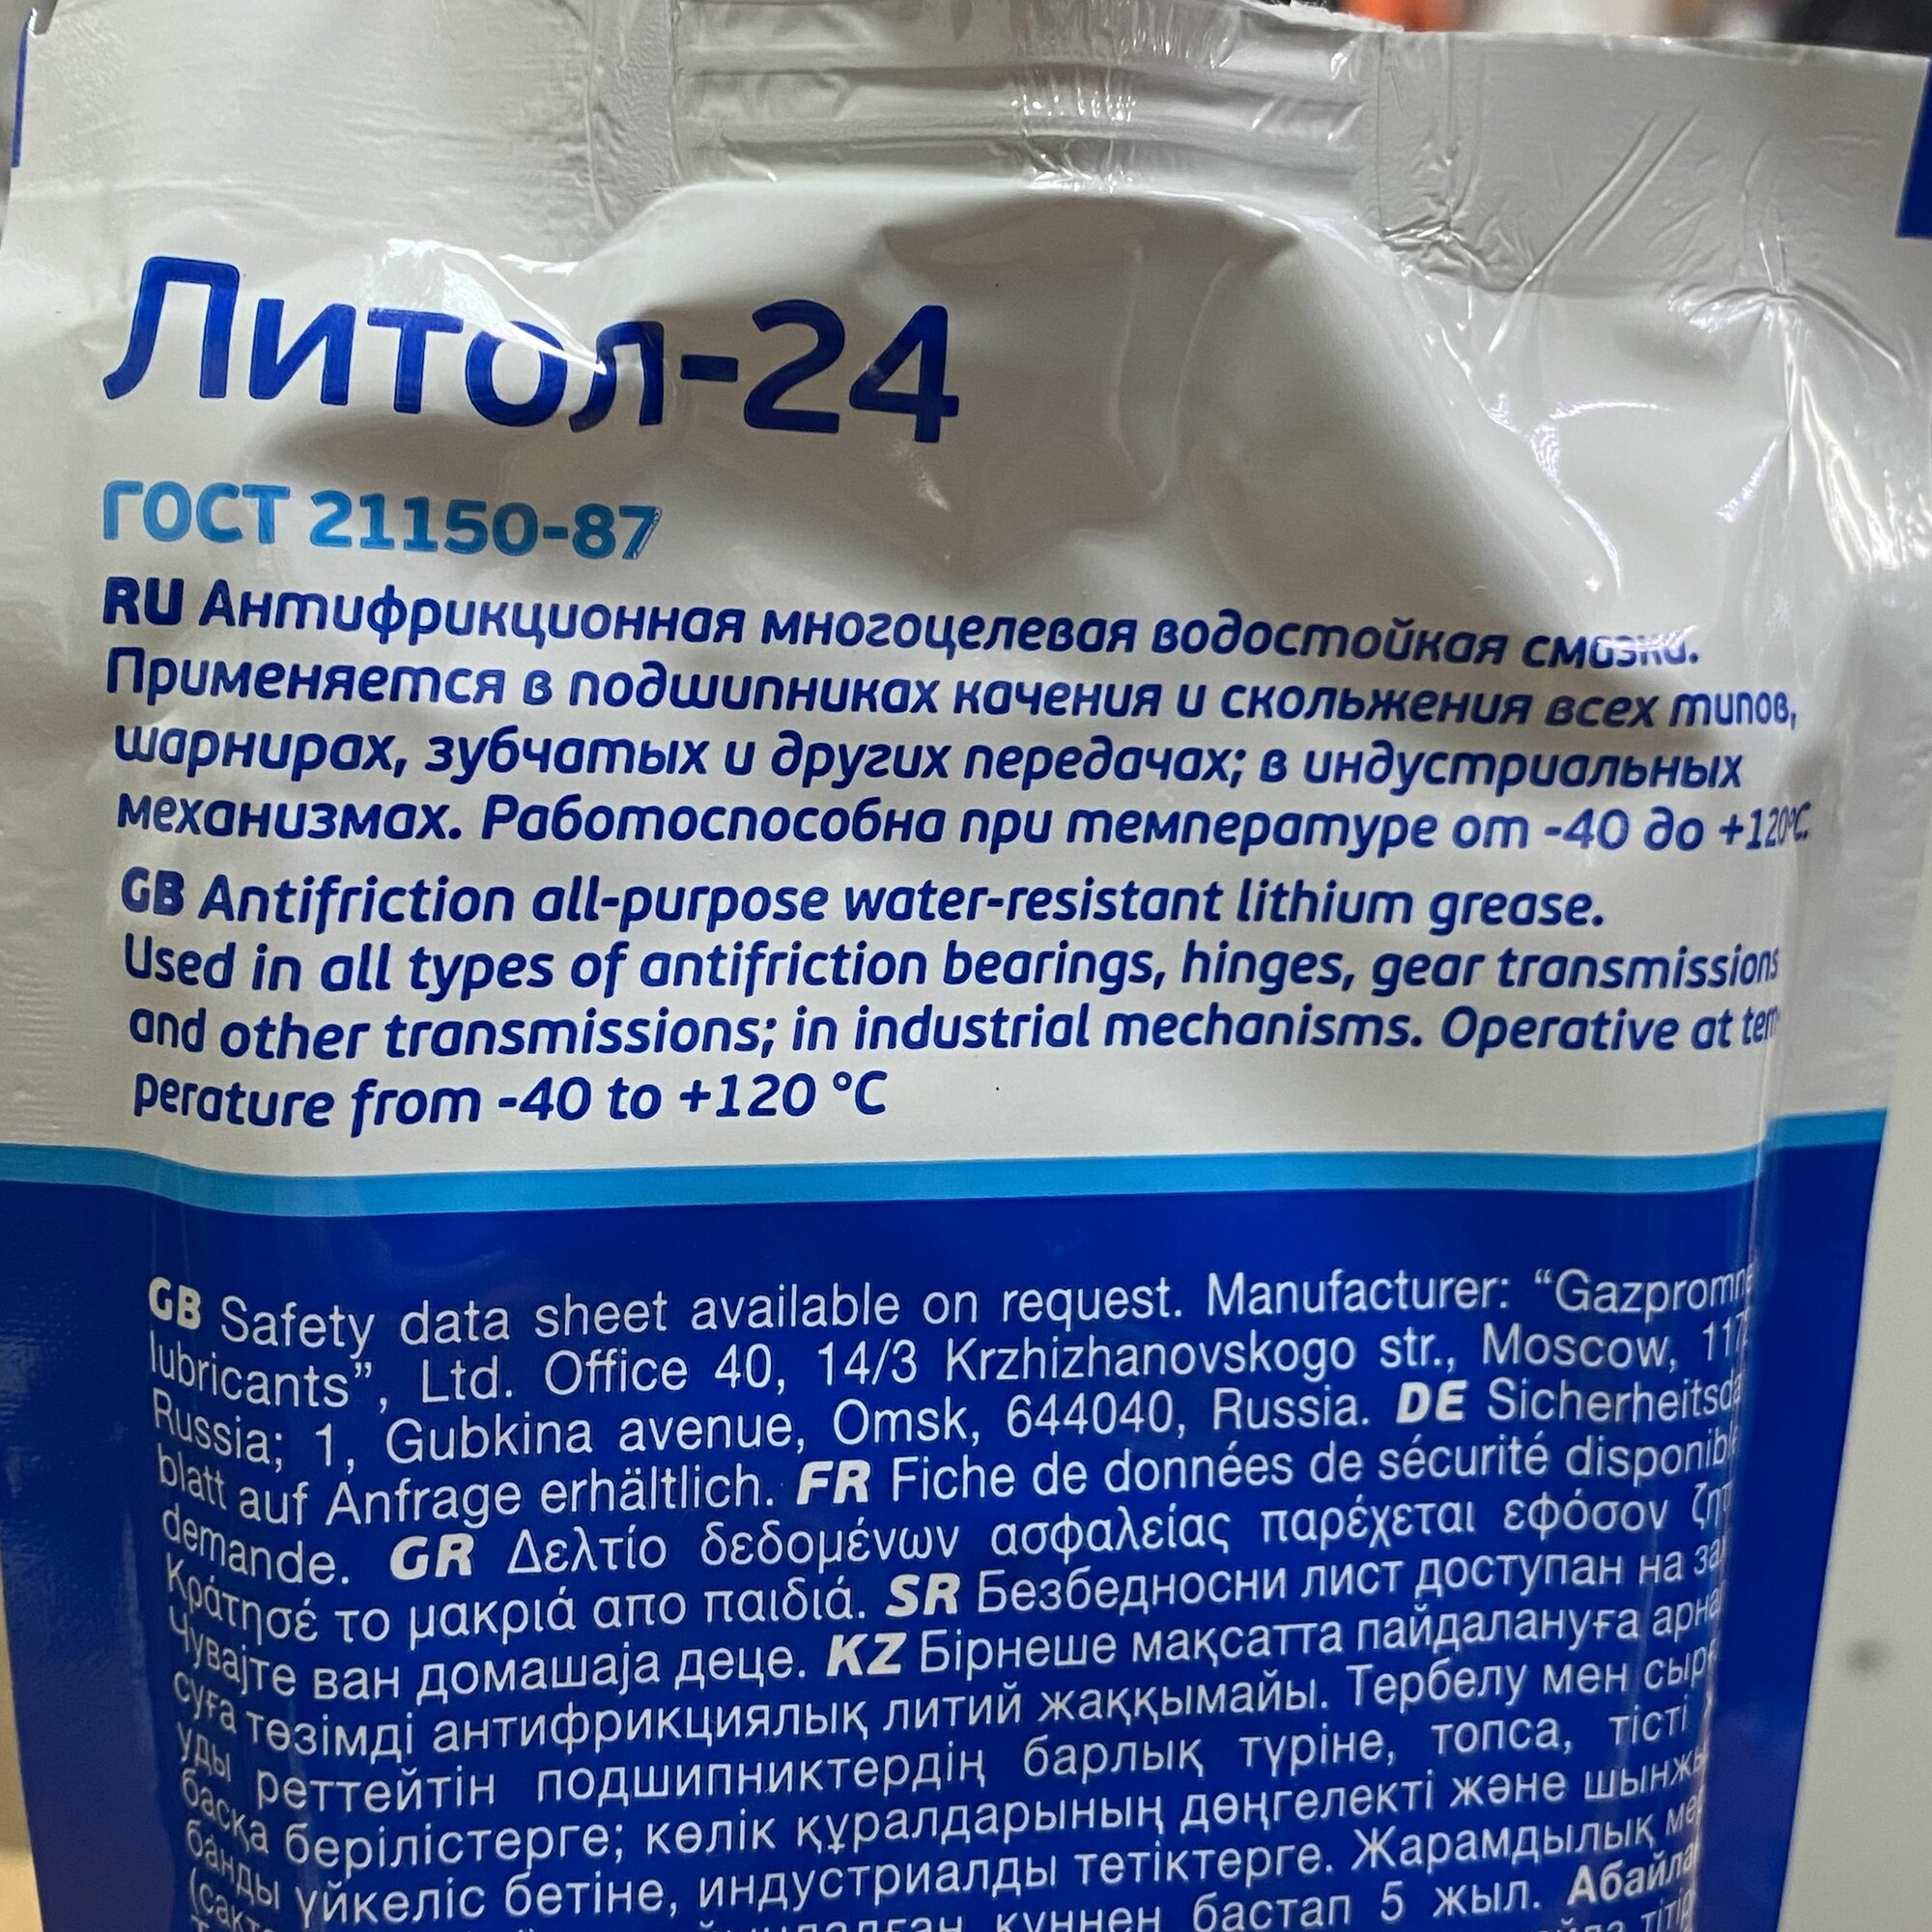 Литол-24
ГОСТ 21150-87
RU Антифрикционная многоцелевая водостойкая смазка.
Применяется в подшипниках качения и скольжения всех типов,
шарнирах, зубчатых и других передачах; в индустриальных
механизмах. Работоспособна при температуре от -40 до +120°C.
GB Antifriction all-purpose water-resistant lithium grease.
Used in all types of antifriction bearings, hinges, gear transmissions
and other transmissions; in industrial mechanisms. Operative at tem
perature from -40 to +120 °C
GB Safety data sheet available on request. Manufacturer:
lubricants”, Ltd. Office 40, 14/3 Krzhizhanovskogo str., Moscow,
Russia; 1, Gubkina avenue, Omsk, 644040, Russia. DE
blatt auf Anfrage erhältlich. FR Fiche de données de sécurité
demande. GR Δελτίο δεδομένων ασφαλείας παρέχεται εφόσον
Κράτησέ το μακριά απο παιδιά. SR Безбедносни лист доступан на
Чувајте ван домашаја деце. KZ Бірнеше мақсатта пайдалануға
суға төзімді антифрикциялық литий жаққымайы. Тербелу мен
уды реттейтін подшипниктердің барлық түріне, топса, тісті
басқа берілістерге; көлік құралдарының дөңгелекті және
банды үйкеліс бетіне, индустриалды тетіктерге. Жарамдылық
күннен бастап 5 жыл.